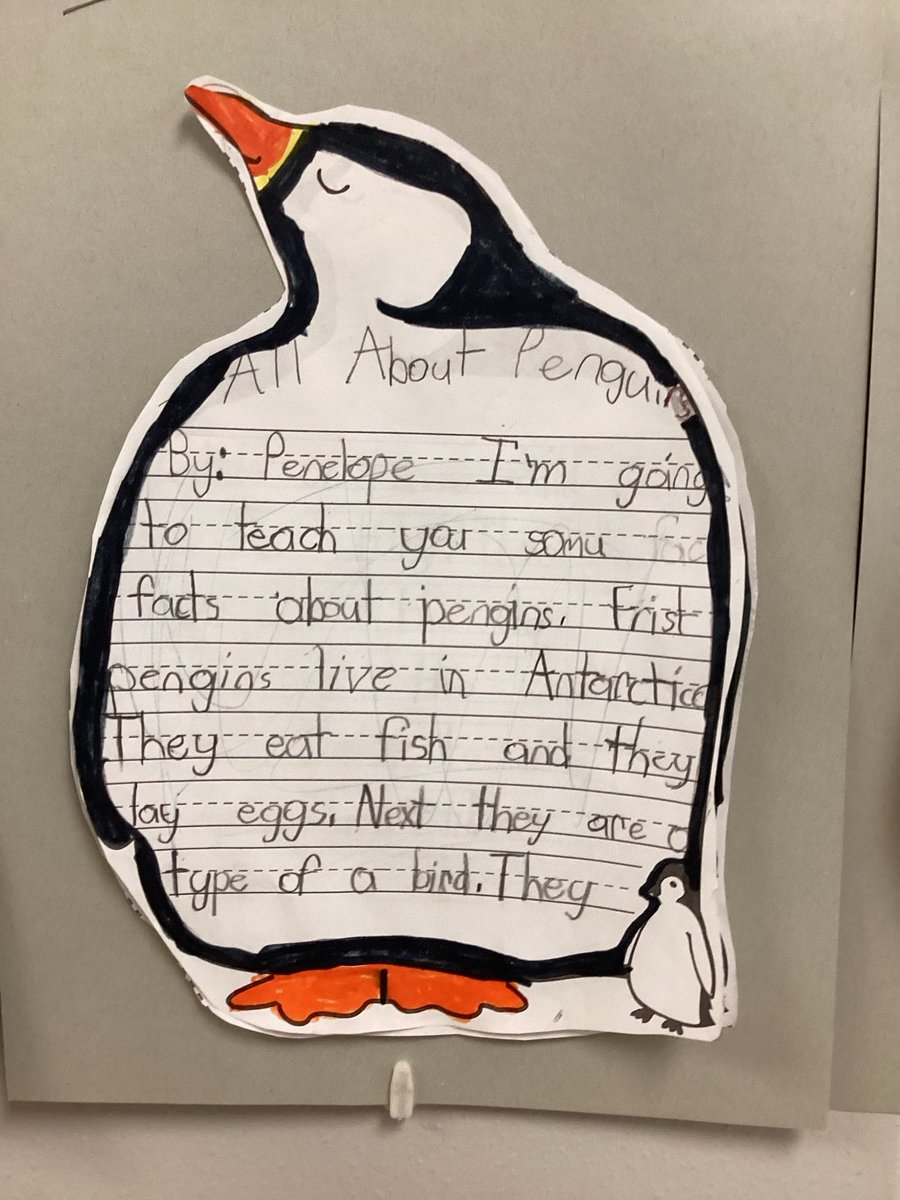 All About Penguins
By: Penelope I'm going
to teach you somu
facts about pengins. Frist
pengins live in Antarctica
They eat fish and they
lay eggs. Next they are a
type of a bird. They